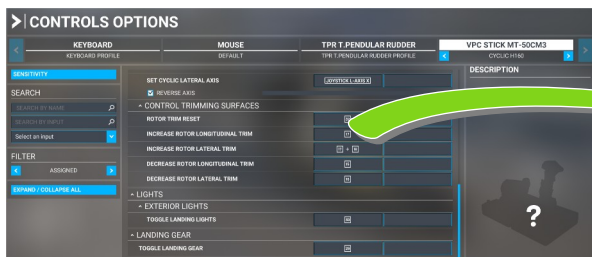 CONTROLS OPTIONS
KEYBOARD
KEYBOARD PROFILE
MOUSE
DEFAULT
TPR T.PENDULAR RUDDER
TPR T.PENDULAR RUDDER PROFILE
VPC STICK MT-50CM3
CYCLIC H160
SENSITIVITY
SEARCH
SEARCH BY NAME
SEARCH BY INPUT
Select an input
FILTER
ASSIGNED
EXPAND / COLLAPSE ALL
SET CYCLIC LATERAL AXIS
JOYSTICK L-AXIS X
REVERSE AXIS
CONTROL TRIMMING SURFACES
ROTOR TRIM RESET
INCREASE ROTOR LONGITUDINAL TRIM
INCREASE ROTOR LATERAL TRIM
DECREASE ROTOR LONGITUDINAL TRIM
DECREASE ROTOR LATERAL TRIM
LIGHTS
EXTERIOR LIGHTS
TOGGLE LANDING LIGHTS
LANDING GEAR
TOGGLE LANDING GEAR
DESCRIPTION
?